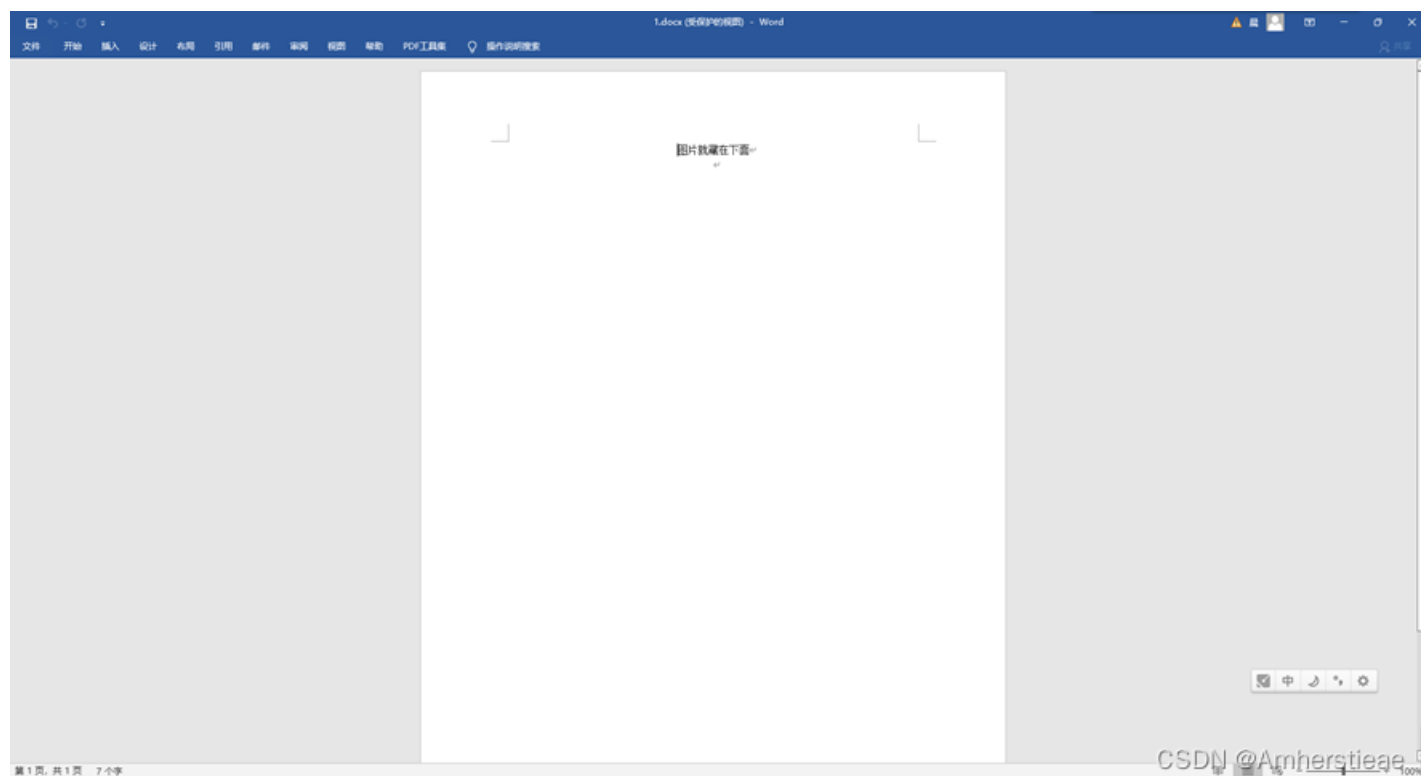 1.docx (受保护的视图) - Word
文件 开始 插入 设计 布局 引用 邮件 审阅 视图 帮助 PDF工具集 操作说明搜索 共享
图片就藏在下面
中
第1页，共1页 7个字
100%
CSDN @Amherstieae